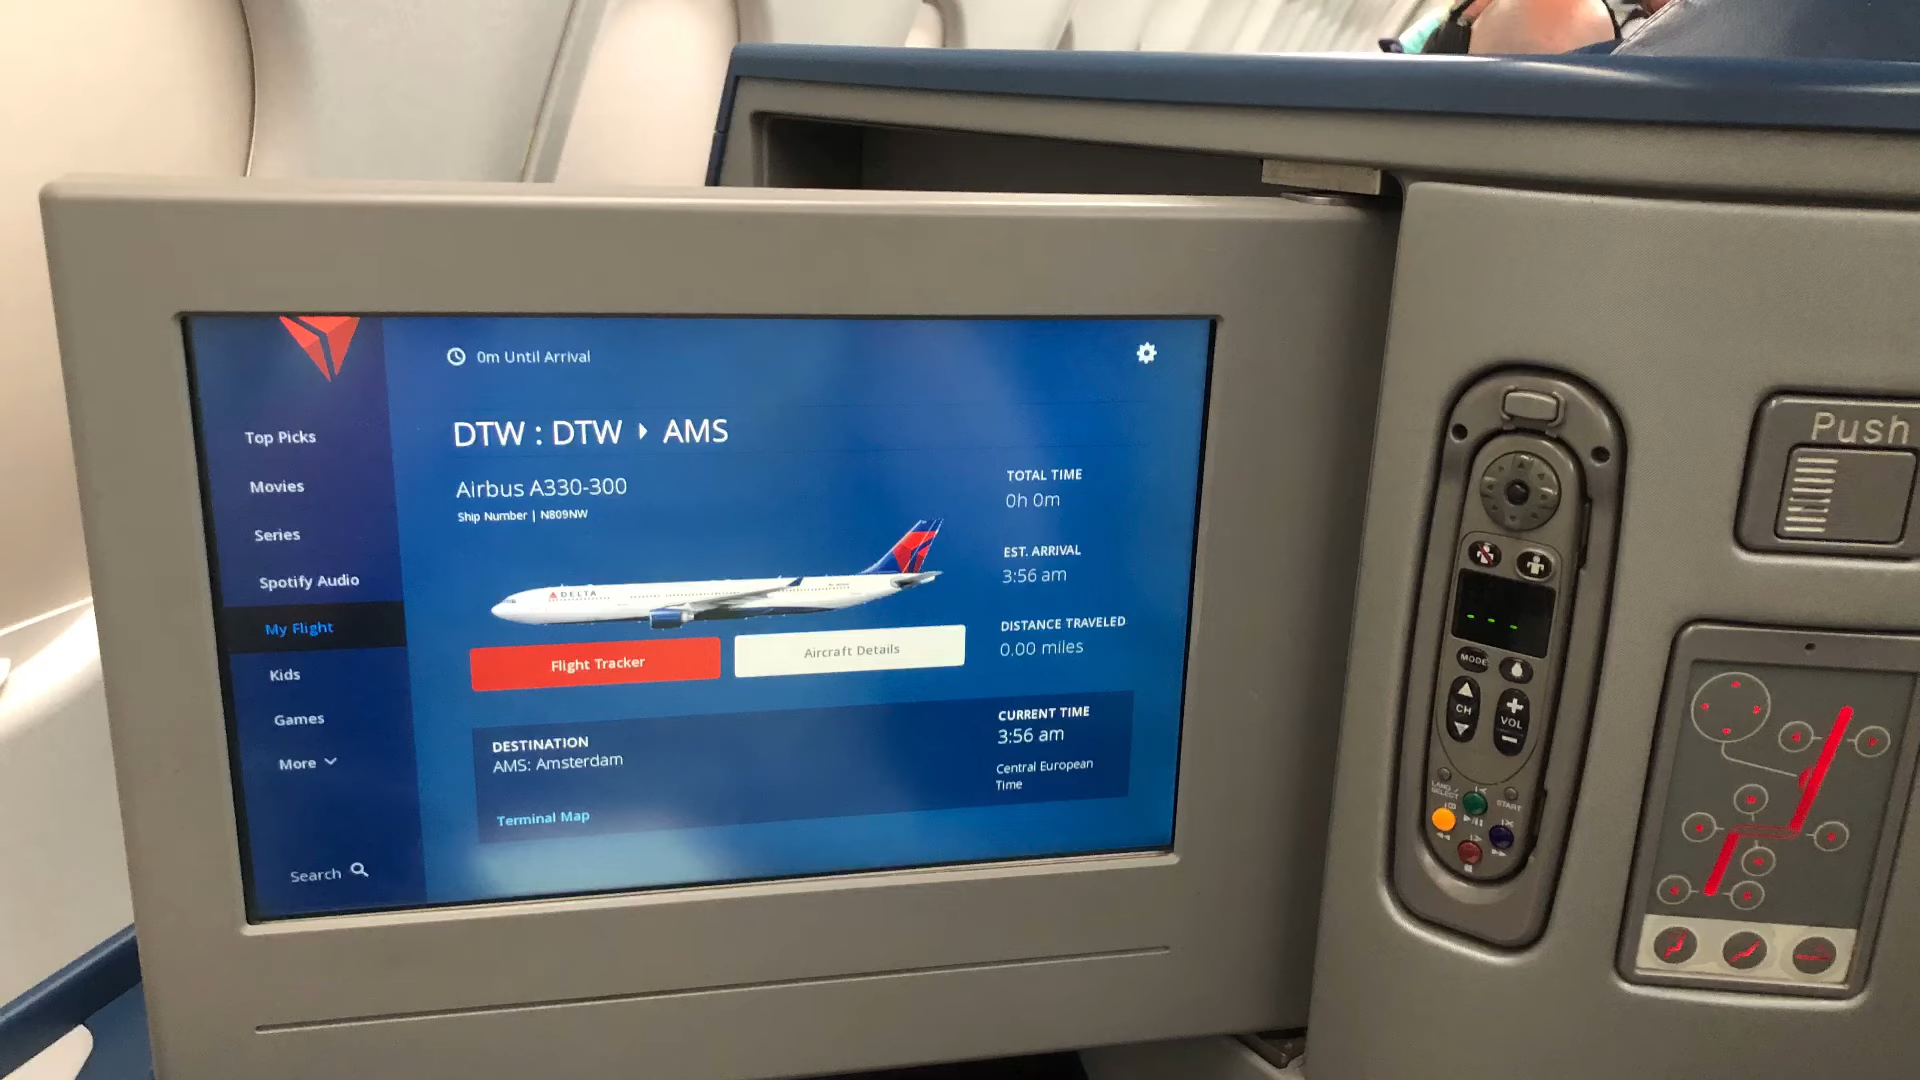 0m Until Arrival
DTW : DTW ▸ AMS
Airbus A330-300
Ship Number | N809NW
DELTA
Flight Tracker
Aircraft Details
TOTAL TIME
0h 0m
EST. ARRIVAL
3:56 am
DISTANCE TRAVELED
0.00 miles
DESTINATION
AMS: Amsterdam
Terminal Map
CURRENT TIME
3:56 am
Central European
Time
Top Picks
Movies
Series
Spotify Audio
My Flight
Kids
Games
More
Search
MODE
CH
VOL
LANG/
SELECT
START
Push